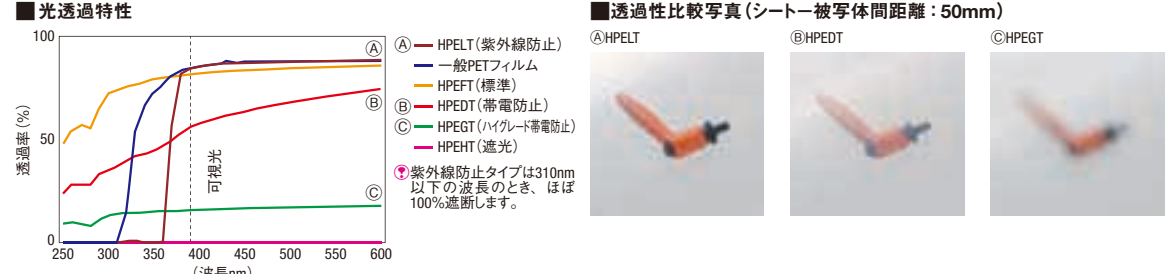 ■光透過特性
100
50
0
透過率(%)
250 300 350 400 450 500 550 600
(波長nm)
可視光
Ⓐ
Ⓑ
Ⓒ
Ⓐ HPELT(紫外線防止)
一般PETフィルム
HPEFT(標準)
Ⓑ HPEDT(帯電防止)
Ⓒ HPEGT(ハイグレード帯電防止)
HPEHT(遮光)
紫外線防止タイプは310nm
以下の波長のとき、ほぼ
100%遮断します。
■透過性比較写真(シートー被写体間距離:50mm)
ⒶHPELT
ⒷHPEDT
ⒸHPEGT